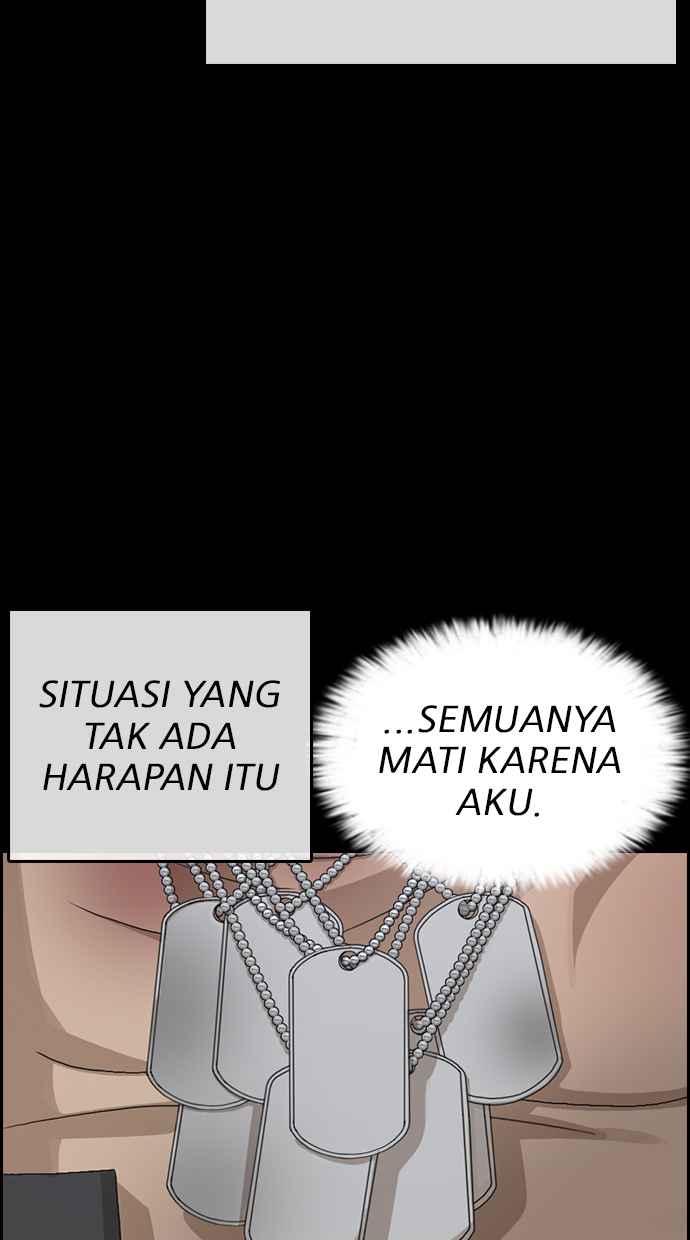 SITUASI YANG
TAK ADA
HARAPAN ITU
...SEMUANYA
MATI KARENA
AKU.